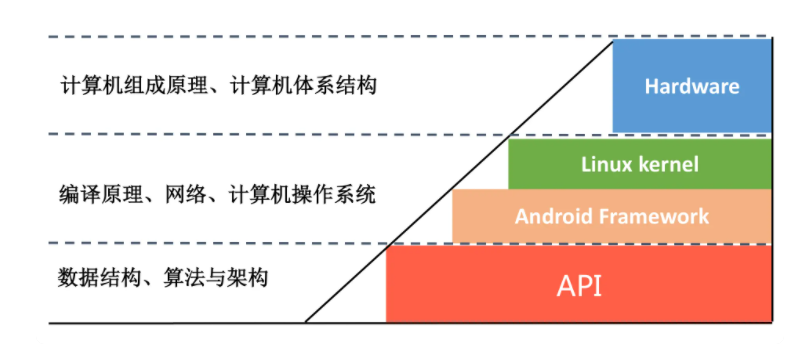 计算机组成原理、计算机体系结构
Hardware
Linux kernel
编译原理、网络、计算机操作系统
Android Framework
数据结构、算法与架构
API